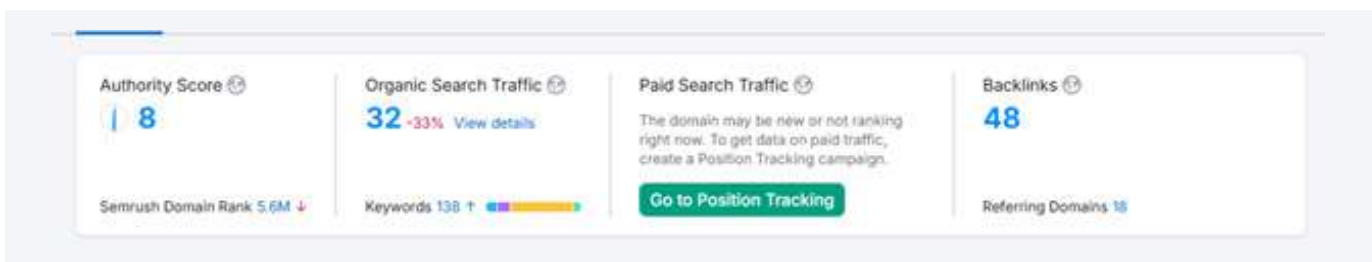 Authority Score
8
Semrush Domain Rank 5.6M ↓
Organic Search Traffic
32 -33% View details
Keywords 138 ↑
Paid Search Traffic
The domain may be new or not ranking
right now. To get data on paid traffic,
create a Position Tracking campaign.
Go to Position Tracking
Backlinks
48
Referring Domains 18